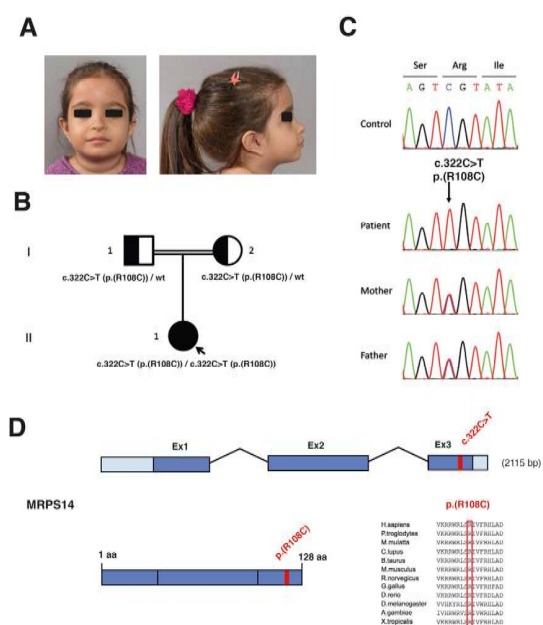 A
B
I
1
2
c.322C>T (p.(R108C)) / wt
c.322C>T (p.(R108C)) / wt
II
1
c.322C>T (p.(R108C)) / c.322C>T (p.(R108C))
C
Ser Arg Ile
A G T C G T A T A
Control
c.322C>T
p.(R108C)
Patient
Mother
Father
D
Ex1
Ex2
Ex3
c.322C>T
(2115 bp)
MRPS14
p.(R108C)
1 aa
128 aa
p.(R108C)
H.sapiens
P.troglodytes
M.mulatta
C.lupus
B.taurus
M.musculus
R.norvegicus
G.gallus
D.rerio
D.melanogaster
A.gambiae
X.tropicalis